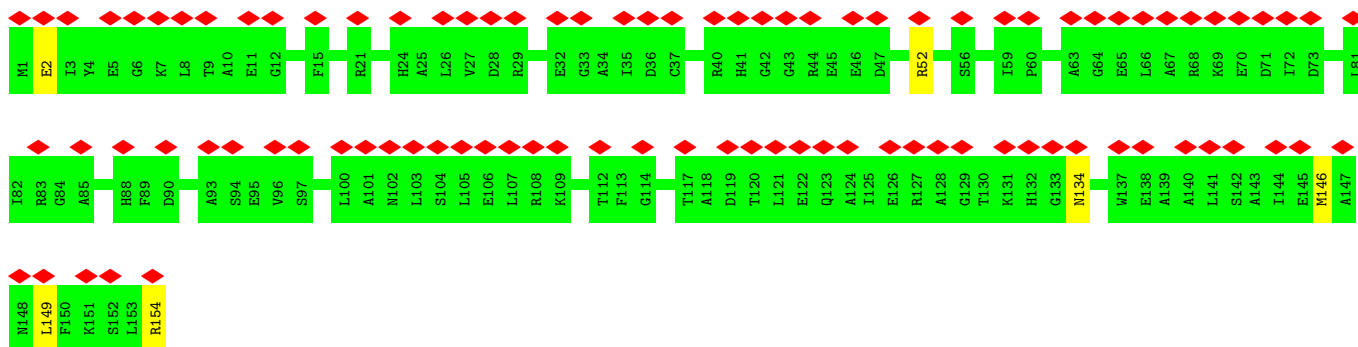 M1 E2 I3 Y4 E5 G6 K7 L8 T9 A10 E11 G12 F15 R21 H24 A25 L26 V27 D28 R29 E32 G33 A34 I35 D36 C37 R40 H41 G42 G43 R44 E45 E46 D47 R52 S56 I59 P60 A63 G64 E65 L66 A67 R68 K69 E70 D71 I72 D73 I81
I82 R83 G84 A85 H88 F89 D90 A93 S94 E95 V96 S97 L100 A101 N102 L103 S104 L105 E106 L107 R108 K109 T112 F113 G114 T117 A118 D119 T120 L121 E122 Q123 A124 I125 E126 R127 A128 G129 T130 K131 H132 G133 N134 W137 E138 A139 A140 L141 S142 A143 I144 E145 M146 A147
N148 L149 F150 K151 S152 L153 R154